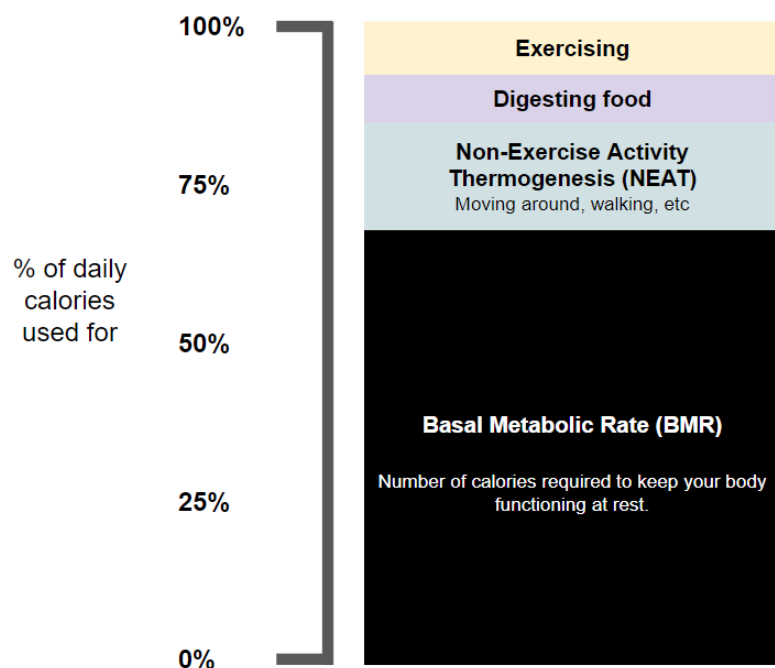 100%
Exercising
Digesting food
Non-Exercise Activity
Thermogenesis (NEAT)
Moving around, walking, etc
75%
% of daily
calories
used for
50%
Basal Metabolic Rate (BMR)
Number of calories required to keep your body
functioning at rest.
25%
0%